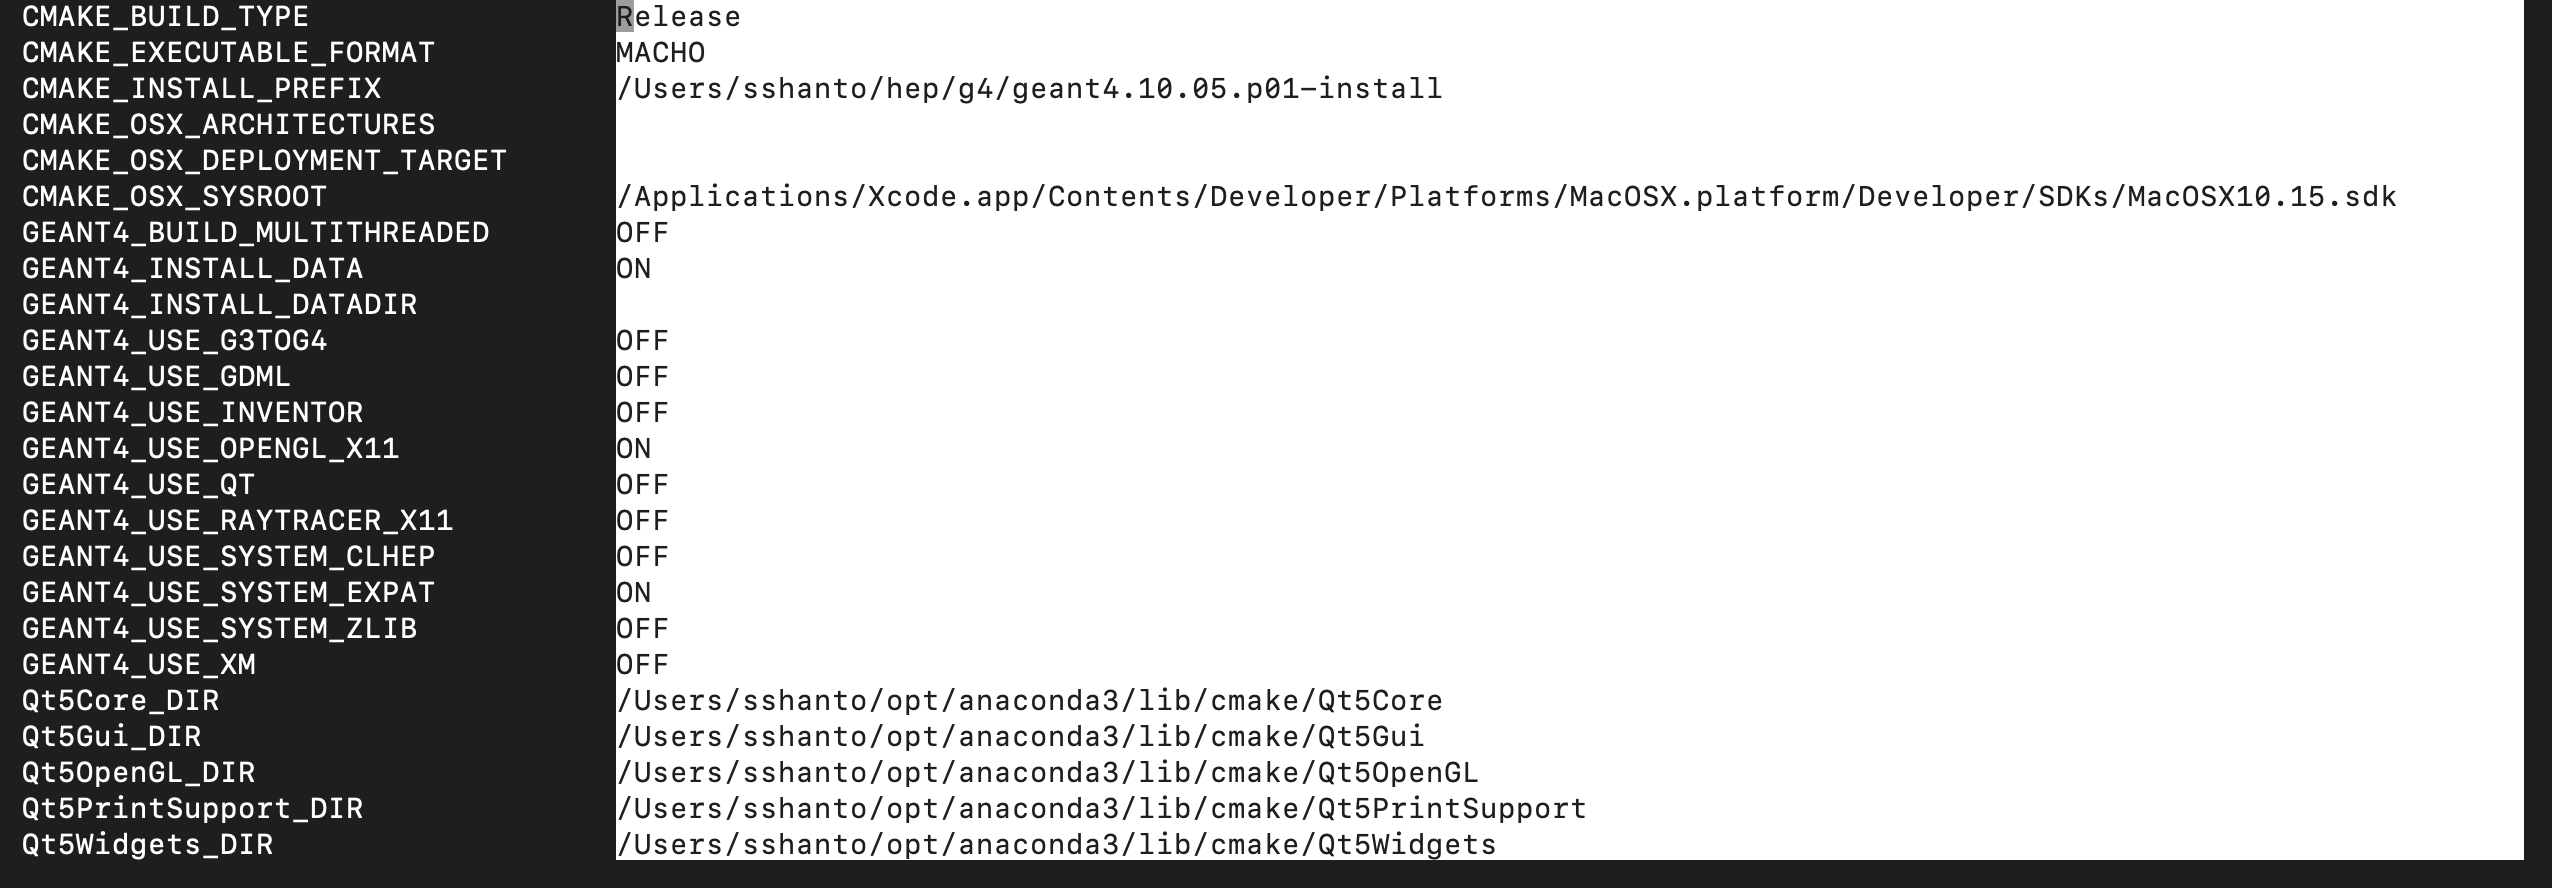 CMAKE_BUILD_TYPE Release
CMAKE_EXECUTABLE_FORMAT MACHO
CMAKE_INSTALL_PREFIX /Users/sshanto/hep/g4/geant4.10.05.p01-install
CMAKE_OSX_ARCHITECTURES
CMAKE_OSX_DEPLOYMENT_TARGET
CMAKE_OSX_SYSROOT /Applications/Xcode.app/Contents/Developer/Platforms/MacOSX.platform/Developer/SDKs/MacOSX10.15.sdk
GEANT4_BUILD_MULTITHREADED OFF
GEANT4_INSTALL_DATA ON
GEANT4_INSTALL_DATADIR
GEANT4_USE_G3TOG4 OFF
GEANT4_USE_GDML OFF
GEANT4_USE_INVENTOR OFF
GEANT4_USE_OPENGL_X11 ON
GEANT4_USE_QT OFF
GEANT4_USE_RAYTRACER_X11 OFF
GEANT4_USE_SYSTEM_CLHEP OFF
GEANT4_USE_SYSTEM_EXPAT ON
GEANT4_USE_SYSTEM_ZLIB OFF
GEANT4_USE_XM OFF
Qt5Core_DIR /Users/sshanto/opt/anaconda3/lib/cmake/Qt5Core
Qt5Gui_DIR /Users/sshanto/opt/anaconda3/lib/cmake/Qt5Gui
Qt5OpenGL_DIR /Users/sshanto/opt/anaconda3/lib/cmake/Qt5OpenGL
Qt5PrintSupport_DIR /Users/sshanto/opt/anaconda3/lib/cmake/Qt5PrintSupport
Qt5Widgets_DIR /Users/sshanto/opt/anaconda3/lib/cmake/Qt5Widgets